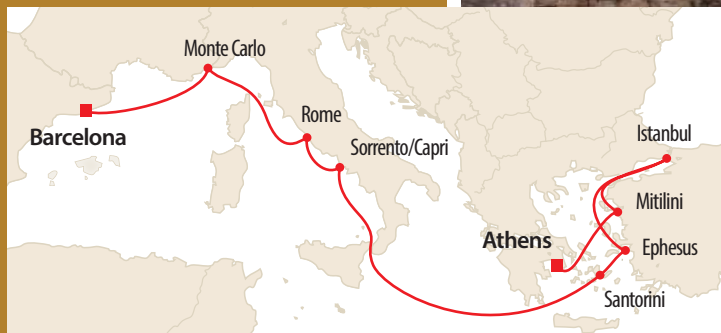 Monte Carlo
Barcelona
Rome
Sorrento/Capri
Istanbul
Mitilini
Athens
Ephesus
Santorini